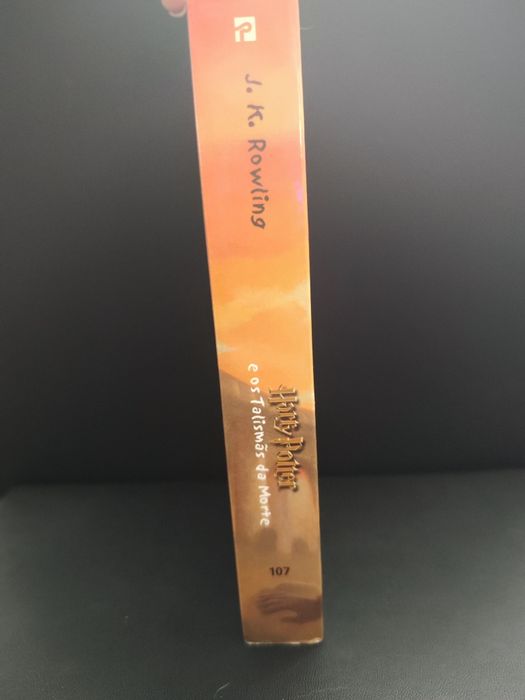 J. K. Rowling
Harry Potter
e os Talismãs da Morte
107